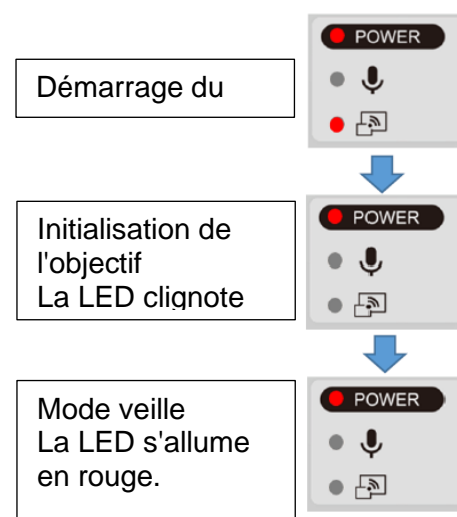 POWER
Démarrage du
POWER
Initialisation de
l'objectif
La LED clignote
POWER
Mode veille
La LED s'allume
en rouge.